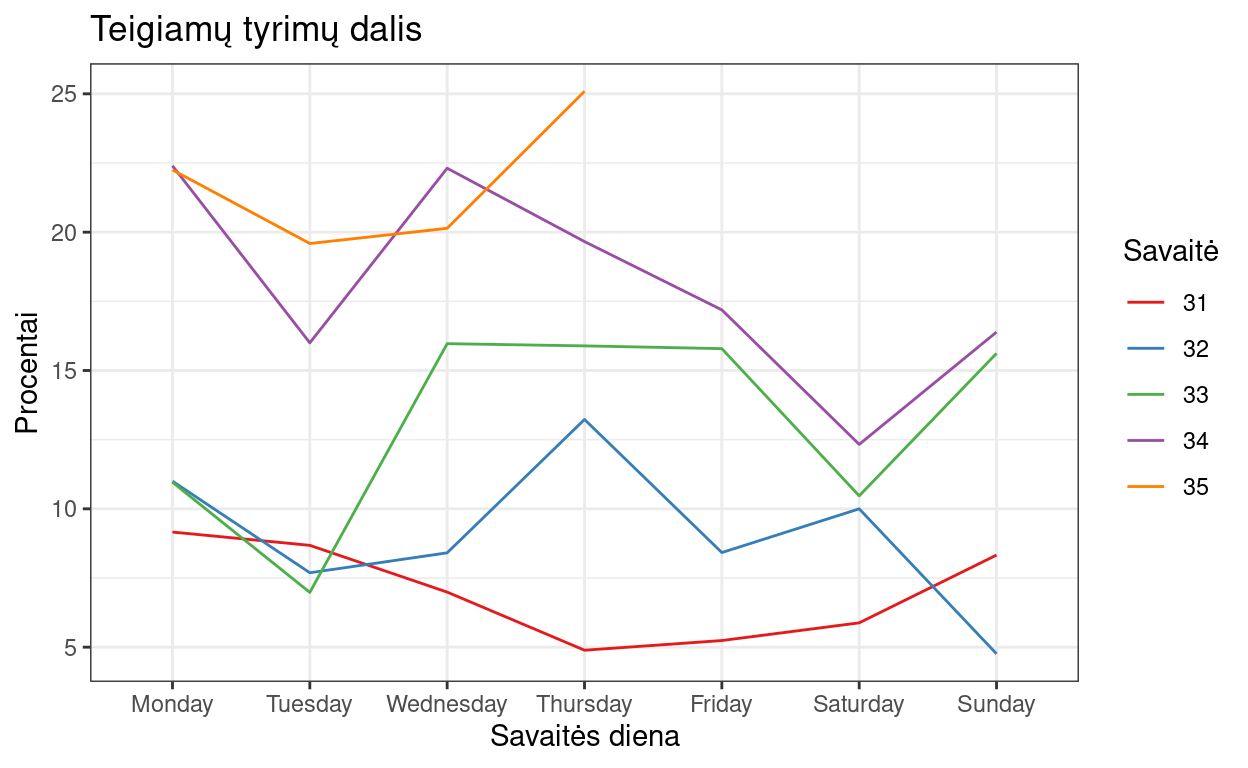 Teigiamų tyrimų dalis
Procentai
25
20
15
10
5
Monday Tuesday Wednesday Thursday Friday Saturday Sunday
Savaitės diena
Savaitė
31
32
33
34
35